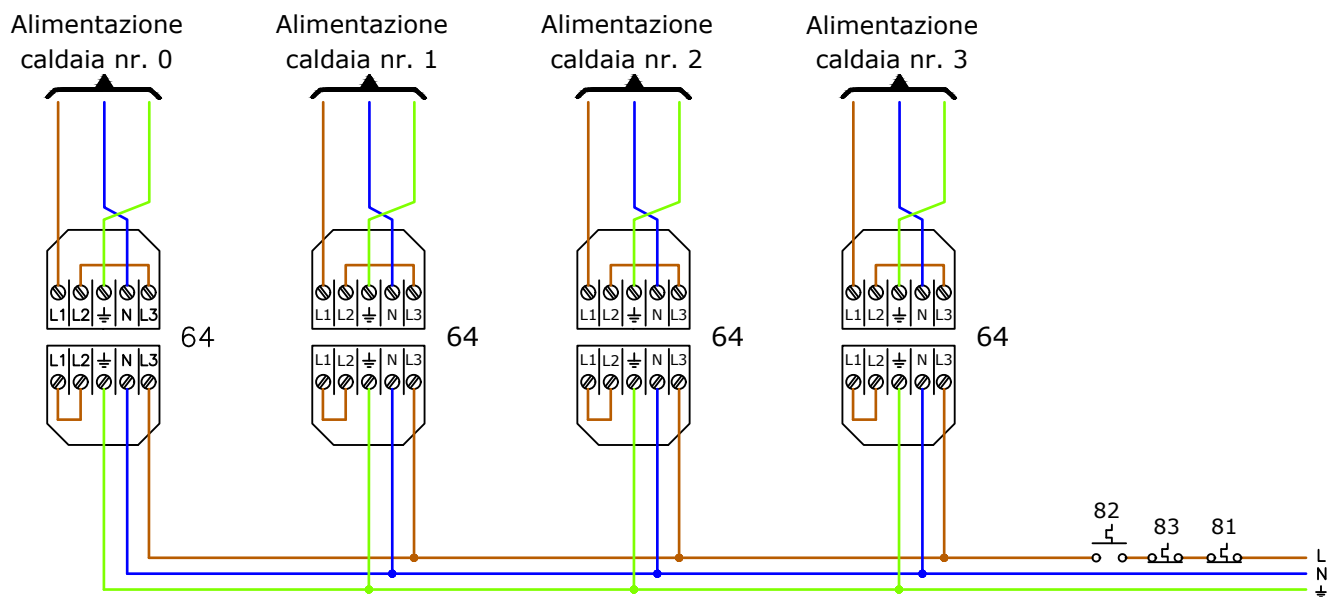 Alimentazione
caldaia nr. 0
Alimentazione
caldaia nr. 1
Alimentazione
caldaia nr. 2
Alimentazione
caldaia nr. 3
L1 L2 N L3
64
L1 L2 N L3
L1 L2 N L3
64
L1 L2 N L3
L1 L2 N L3
64
L1 L2 N L3
L1 L2 N L3
64
L1 L2 N L3
82
83
81
L
N